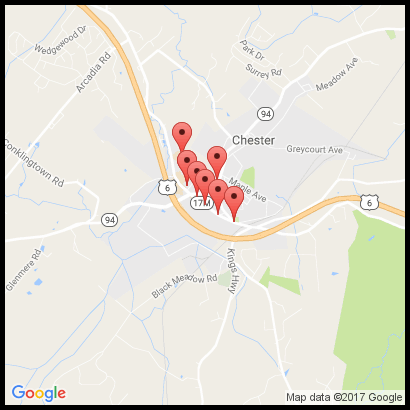 Wedgewood Dr
Arcadia Rd
Park Dr
Surrey Rd
Meadow Ave
94
Chester
Greycourt Ave
Conklingtown Rd
6
Maple Ave
17M
6
94
Glenmere Rd
Kings Hwy
Black Meadow Rd
Google
Map data ©2017 Google